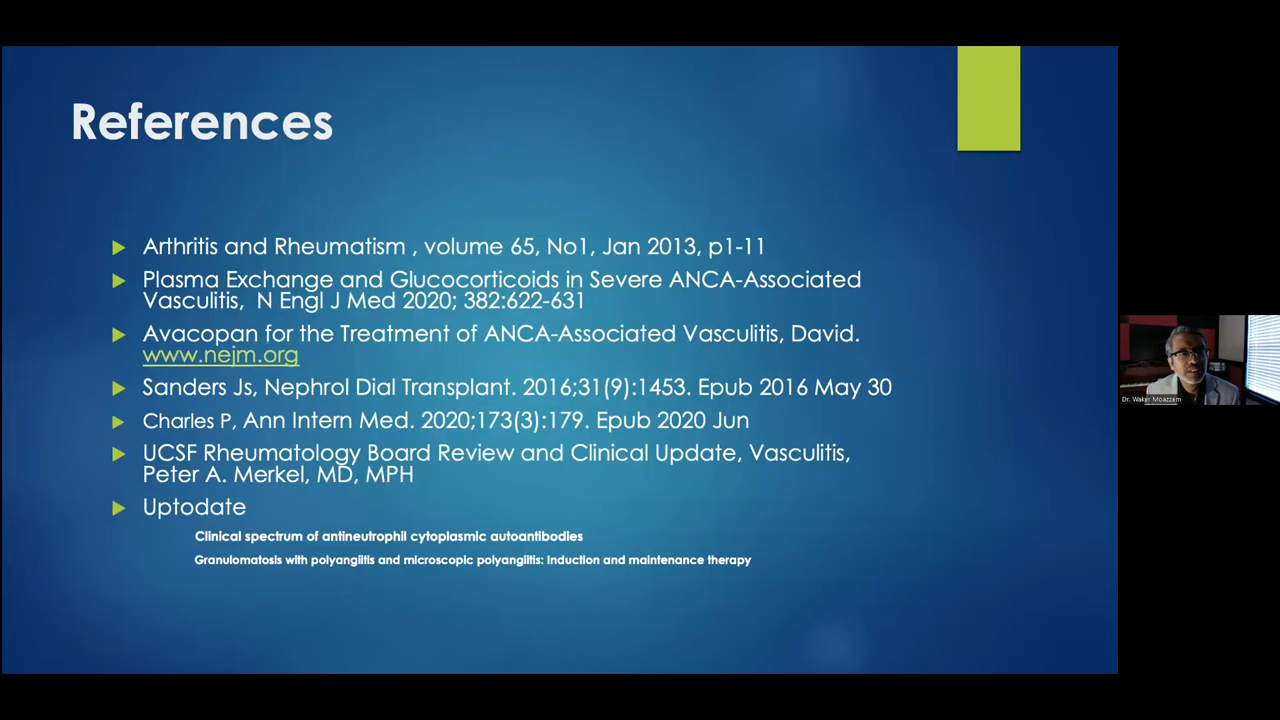 References
Arthritis and Rheumatism , volume 65, No1, Jan 2013, p1-11
Plasma Exchange and Glucocorticoids in Severe ANCA-Associated
Vasculitis, N Engl J Med 2020; 382:622-631
Avacopan for the Treatment of ANCA-Associated Vasculitis, David.
www.nejm.org
Sanders Js, Nephrol Dial Transplant. 2016;31(9):1453. Epub 2016 May 30
Charles P, Ann Intern Med. 2020;173(3):179. Epub 2020 Jun
UCSF Rheumatology Board Review and Clinical Update, Vasculitis,
Peter A. Merkel, MD, MPH
Uptodate
Clinical spectrum of antineutrophil cytoplasmic autoantibodies
Granulomatosis with polyangiitis and microscopic polyangiitis: Induction and maintenance therapy
Dr. Waker Moazzem